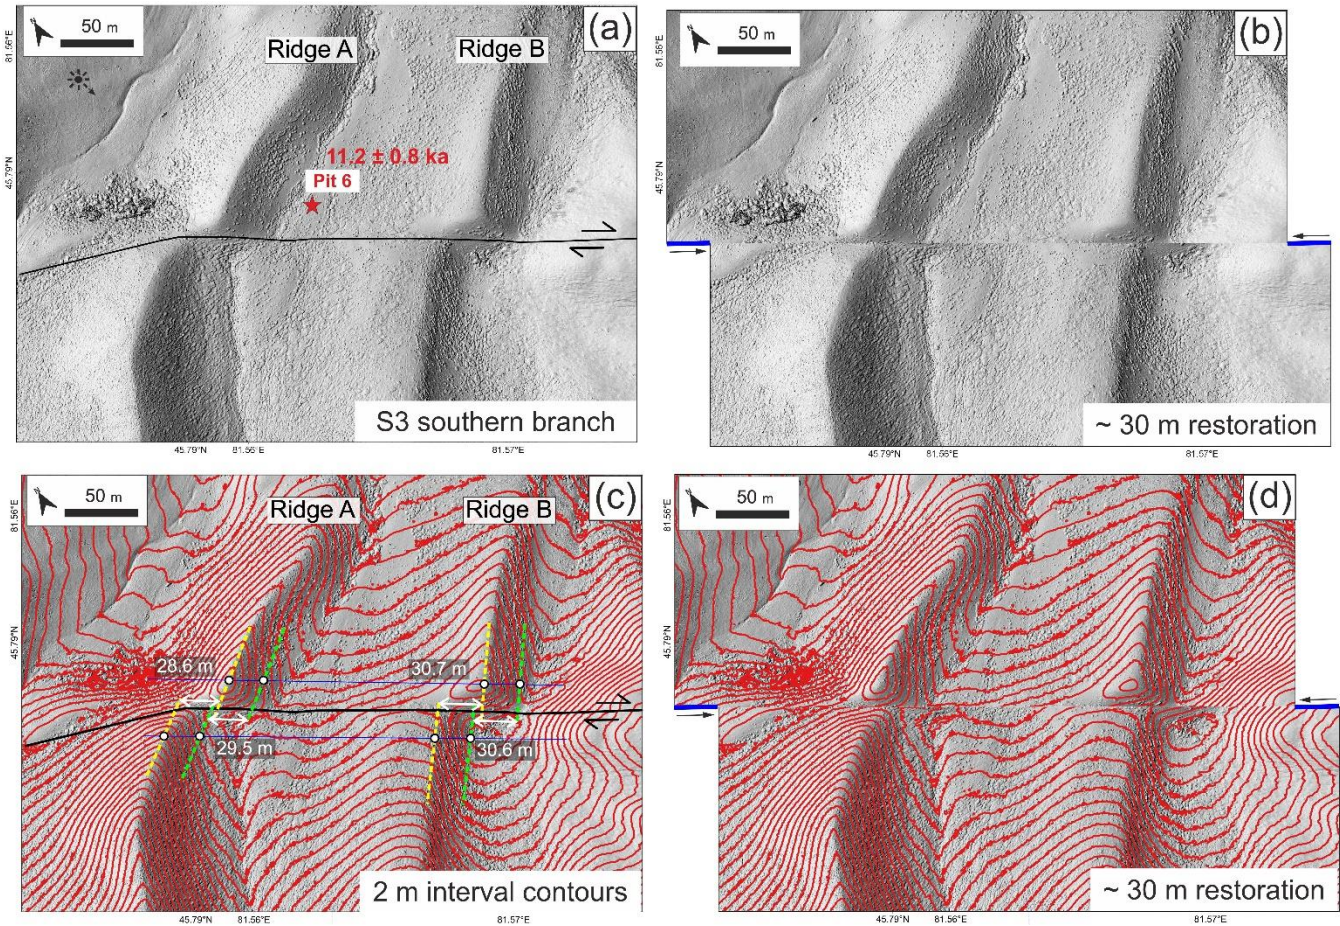 50 m
(a)
Ridge A
Ridge B
81.56°E
45.79°N
11.2 ± 0.8 ka
Pit 6
S3 southern branch
45.79°N
81.56°E
81.57°E
50 m
(b)
81.56°E
45.79°N
~ 30 m restoration
45.79°N
81.56°E
81.57°E
50 m
(c)
Ridge A
Ridge B
81.56°E
45.79°N
28.6 m
30.7 m
29.5 m
30.6 m
2 m interval contours
45.79°N
81.56°E
81.57°E
50 m
(d)
81.56°E
45.79°N
~ 30 m restoration
45.79°N
81.56°E
81.57°E